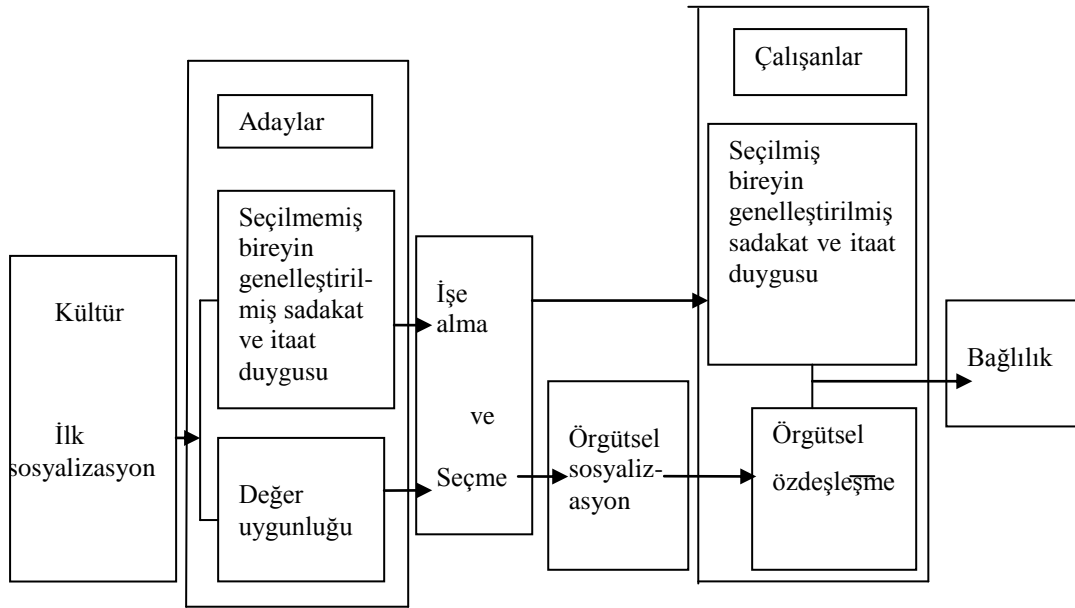 Kültür
İlk
sosyalizasyon
Adaylar
Seçilmemiş
bireyin
genelleştiril-
miş sadakat
ve itaat
duygusu
Değer
uygunluğu
İşe
alma
ve
Seçme
Örgütsel
sosyaliz-
asyon
Çalışanlar
Seçilmiş
bireyin
genelleştirilmiş
sadakat ve itaat
duygusu
Örgütsel
özdeşleşme
Bağlılık